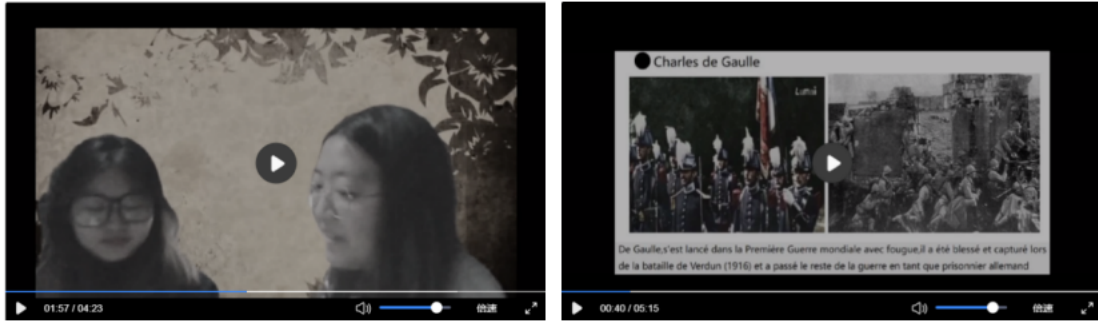 01:57 / 04:23
倍速
Charles de Gaulle
De Gaulle,s'est lancé dans la Première Guerre mondiale avec fougue,il a été blessé et capturé lors
de la bataille de Verdun (1916) et a passé le reste de la guerre en tant que prisonnier allemand
00:40 / 05:15
倍速